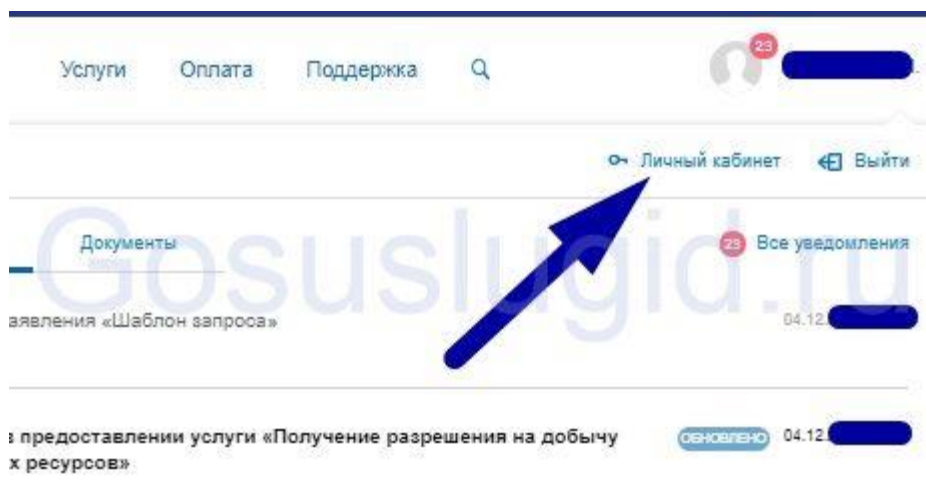 23
Услуги Оплата Поддержка
Личный кабинет Выйти
Gosuslugid.ru
Документы 23 Все уведомления
аявления «Шаблон запроса» 04.12.
в предоставлении услуги «Получение разрешения на добычу ОБНОВЛЕНО 04.12.
х ресурсов»